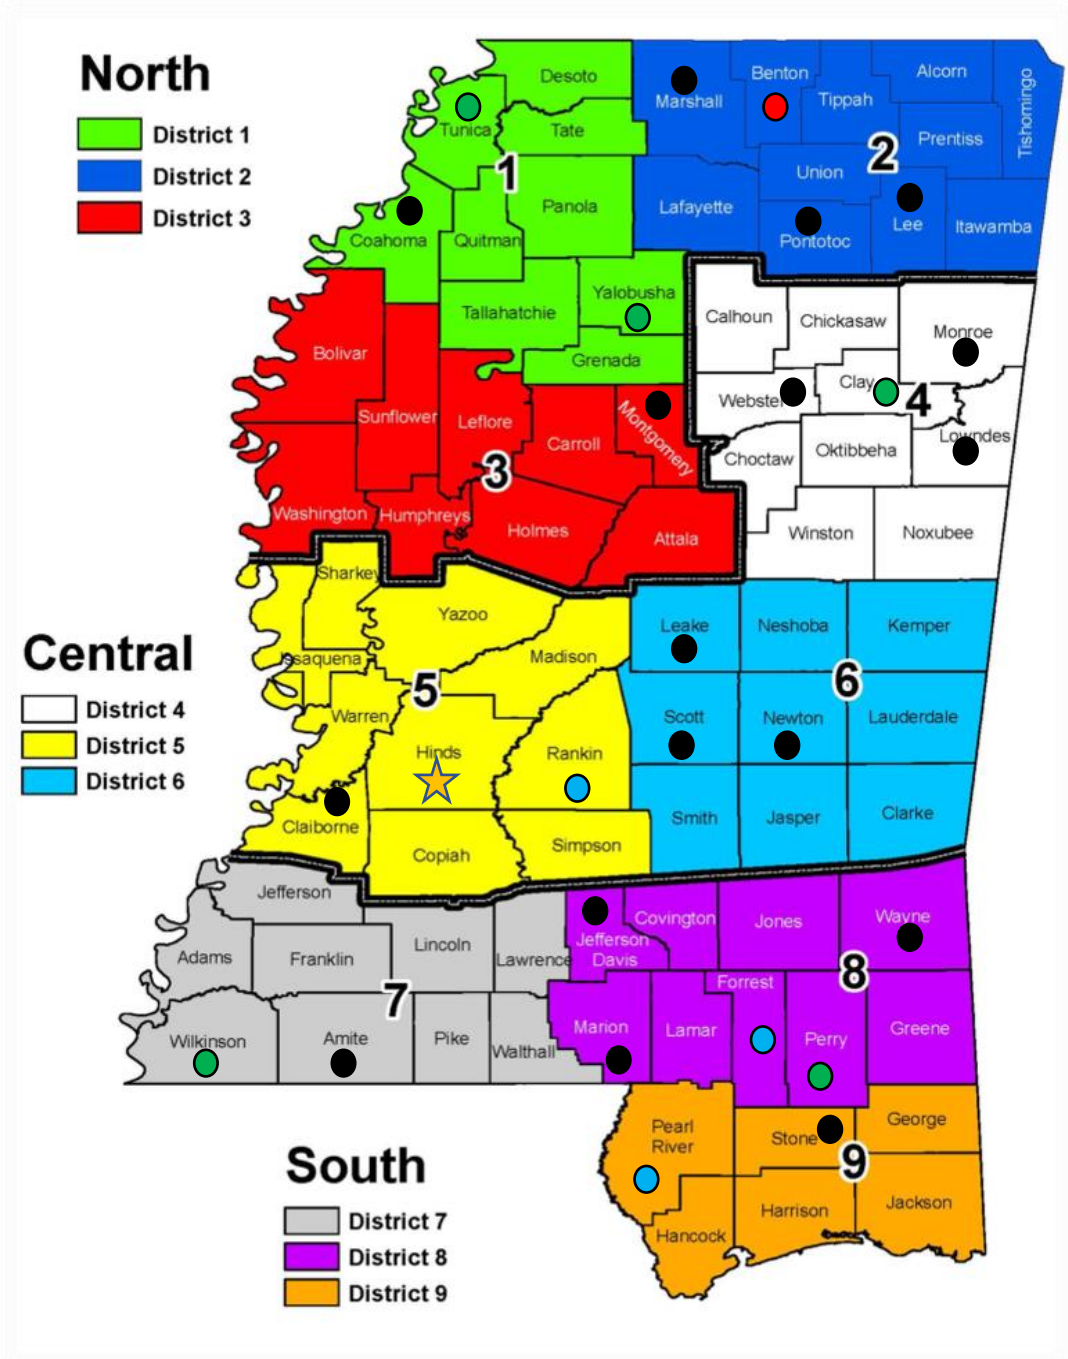 North
District 1
District 2
District 3
Desoto
Tunica
Tate
1
Panola
Coahoma
Quitman
Tallahatchie
Yalobusha
Grenada
Marshall
Benton
Tippah
Alcorn
Tishomingo
Prentiss
2
Union
Lafayette
Pontotoc
Lee
Itawamba
Bolivar
Sunflower
Leflore
Carroll
Montgomery
3
Washington
Humphreys
Holmes
Attala
Calhoun
Chickasaw
Monroe
Webster
Clay
4
Lowndes
Choctaw
Oktibbeha
Winston
Noxubee
Central
District 4
District 5
District 6
Sharkey
Yazoo
Issaquena
Madison
5
Warren
Hinds
Rankin
Claiborne
Copiah
Simpson
Leake
Neshoba
Kemper
6
Scott
Newton
Lauderdale
Smith
Jasper
Clarke
Jefferson
Adams
Franklin
Lincoln
Lawrence
7
Wilkinson
Amite
Pike
Walthall
Jefferson
Davis
Covington
Jones
Wayne
8
Forrest
Marion
Lamar
Perry
Greene
South
District 7
District 8
District 9
Pearl
River
Stone
George
9
Hancock
Harrison
Jackson